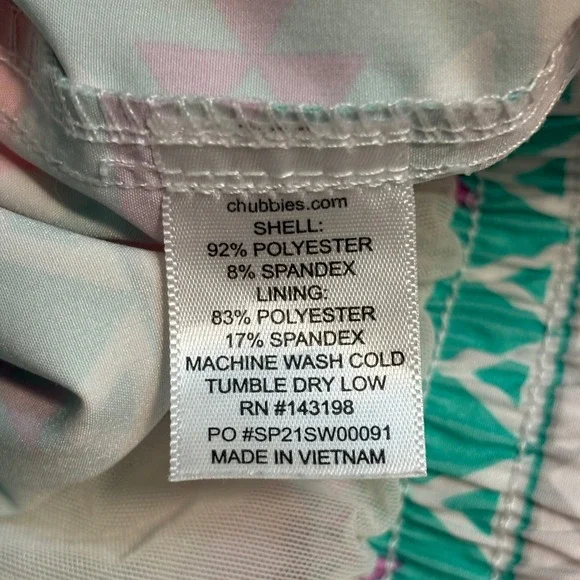 chubbies.com
SHELL:
92% POLYESTER
8% SPANDEX
LINING:
83% POLYESTER
17% SPANDEX
MACHINE WASH COLD
TUMBLE DRY LOW
RN #143198
PO #SP21SW00091
MADE IN VIETNAM